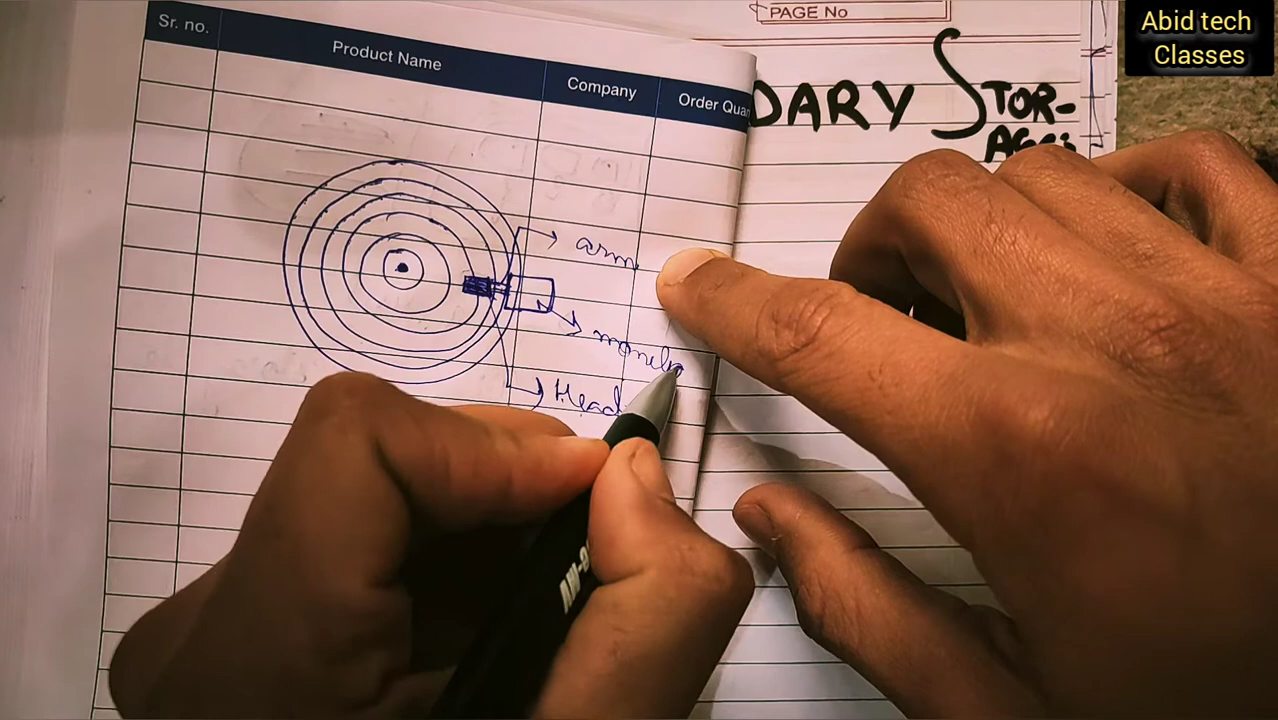 Abid tech
Classes
PAGE No
DARY STOR-
AGE:
Sr. no.
Product Name
Company
Order Quan
arm
Head